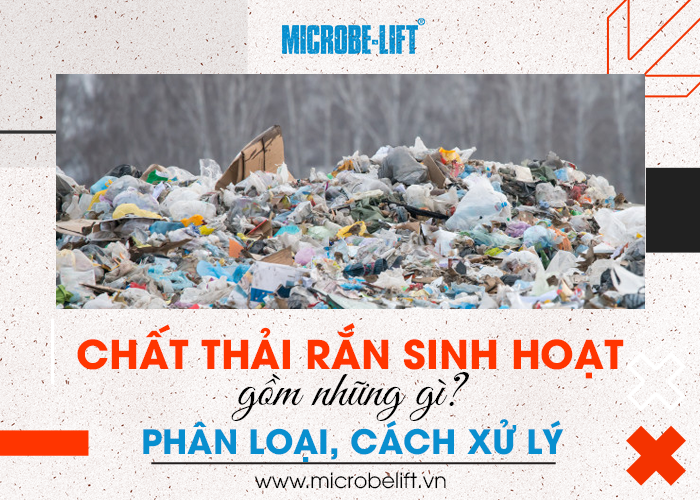 MICROBE-LIFT®
CHẤT THẢI RẮN SINH HOẠT
gồm những gì?
PHÂN LOẠI, CÁCH XỬ LÝ
www.microbelift.vn